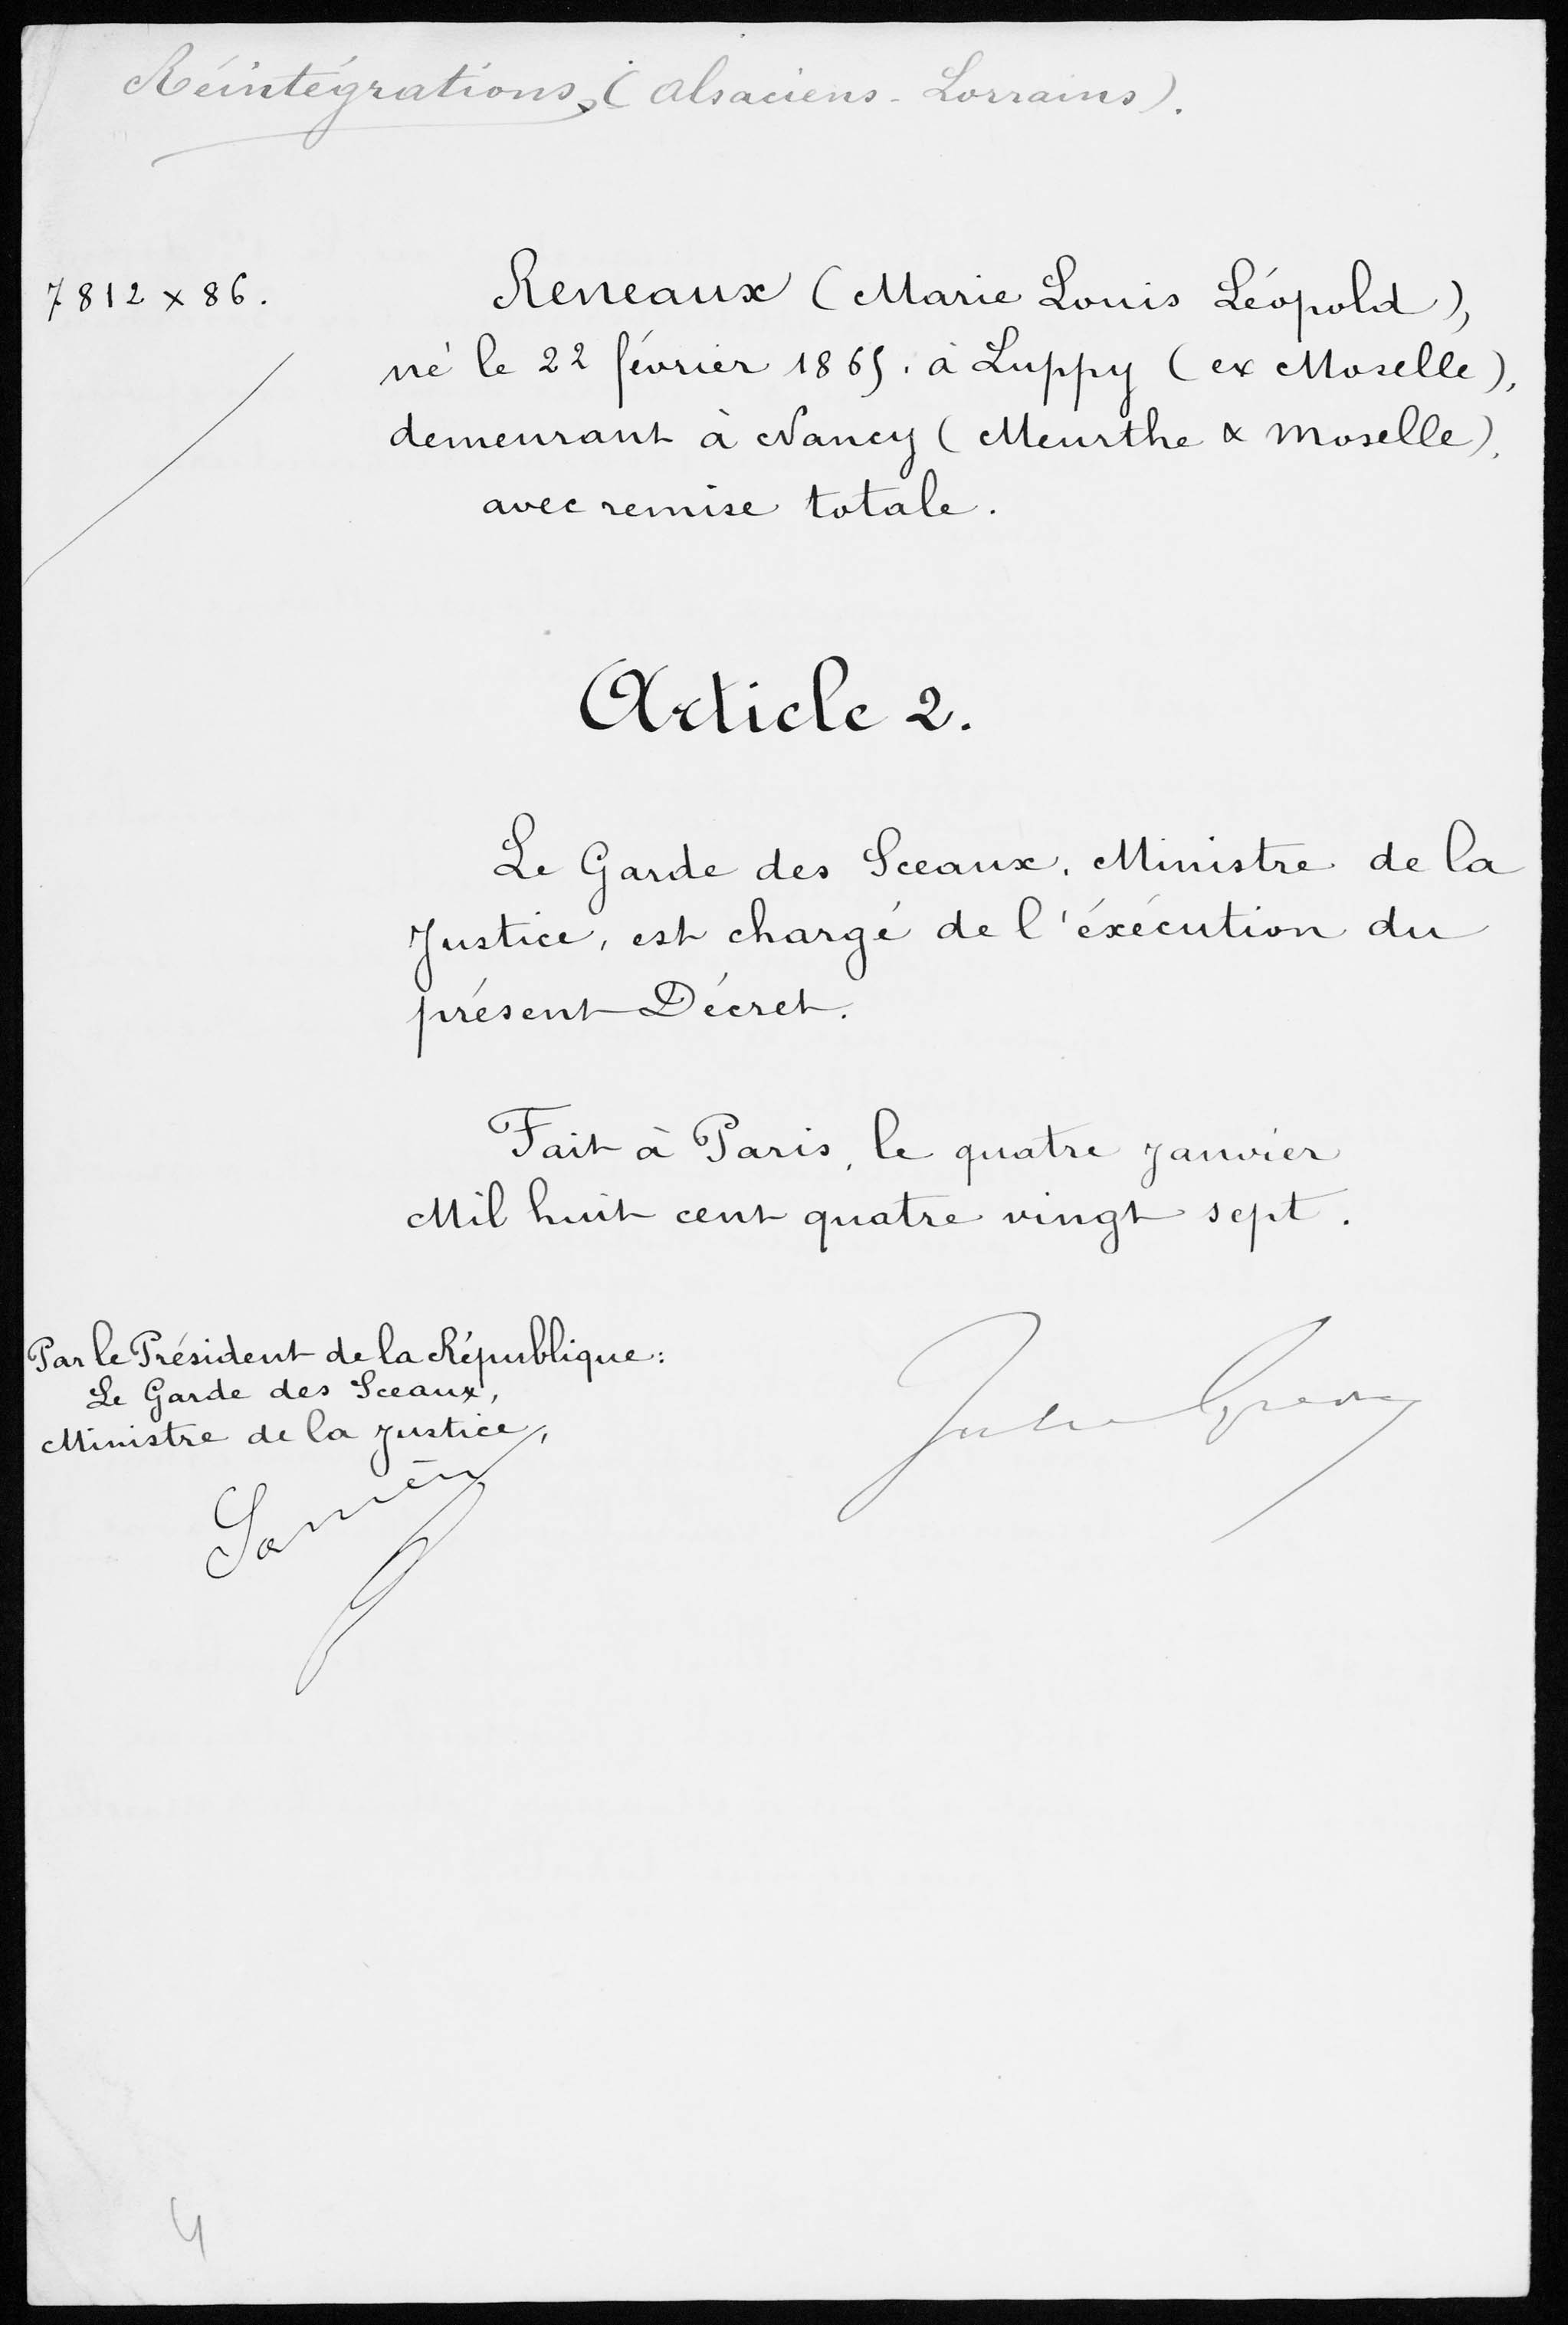 Réintégrations (Alsaciens-Lorrains).
7812 x 86.
Reneaux (Marie Louis Léopold),
né le 22 février 1865. à Luppy (ex Moselle),
demeurant à Nancy (Meurthe & Moselle).
avec remise totale.
Article 2.
Le Garde des Sceaux, Ministre de la
Justice, est chargé de l'éxécution du
présent Décret.
Fait à Paris, le quatre janvier
Mil huit cent quatre vingt sept.
Par le Président de la République:
Le Garde des Sceaux,
Ministre de la Justice,
Sarrien
Jules Grévy
4